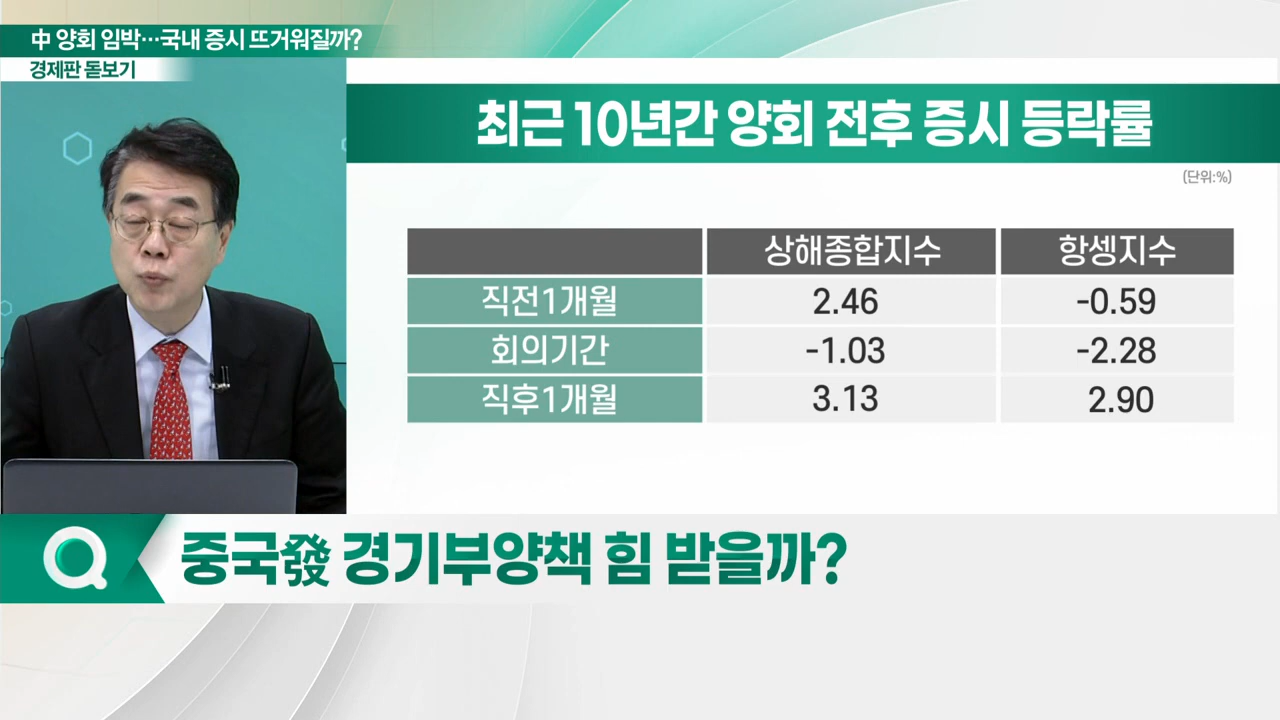 中 양회 임박…국내 증시 뜨거워질까?
경제판 돋보기
최근 10년간 양회 전후 증시 등락률
(단위:%)
상해종합지수 항셍지수
직전1개월 2.46 -0.59
회의기간 -1.03 -2.28
직후1개월 3.13 2.90
Q 중국發 경기부양책 힘 받을까?